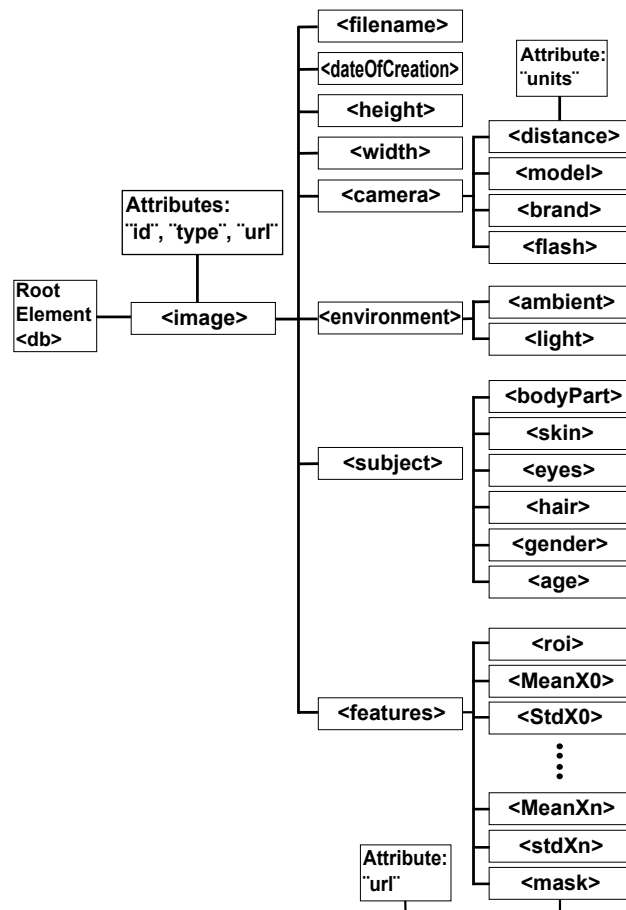 <filename>
<dateOfCreation>
<height>
<width>
<camera>
Attribute:
¨units¨
<distance>
<model>
<brand>
<flash>
Attributes:
¨id¨, ¨type¨, ¨url¨
Root
Element
<db>
<image>
<environment>
<ambient>
<light>
<subject>
<bodyPart>
<skin>
<eyes>
<hair>
<gender>
<age>
<features>
<roi>
<MeanX0>
<StdX0>
<MeanXn>
<stdXn>
<mask>
Attribute:
¨url¨